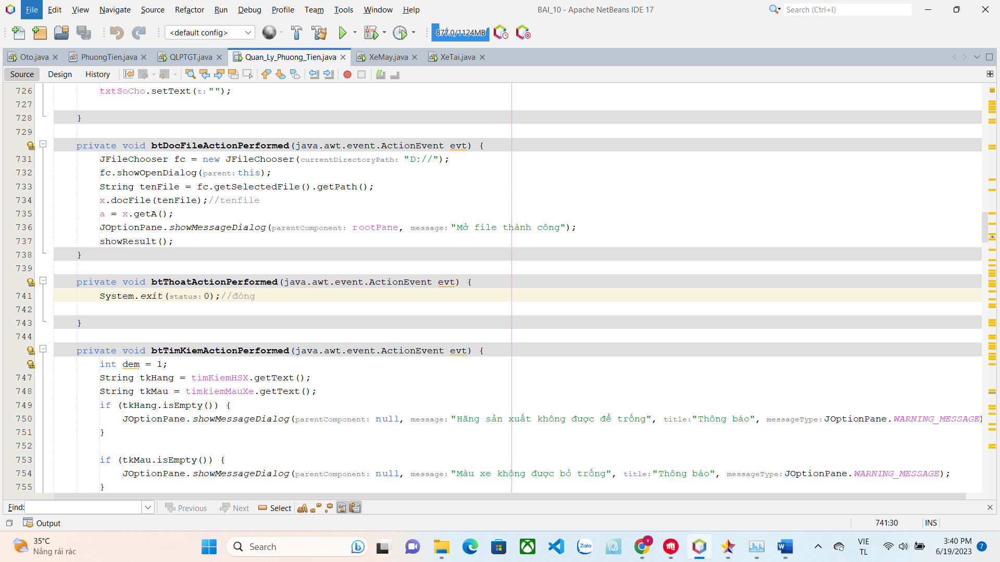 File Edit View Navigate Source Refactor Run Debug Profile Team Tools Window Help BAI_10 - Apache NetBeans IDE 17 Search (Ctrl+I)
<default config> 877.0/1124MB
Oto.java PhuongTien.java QLPTGT.java Quan_Ly_Phuong_Tien.java XeMay.java XeTai.java
Source Design History
726 txtSoCho.setText(t: "");
727
728 }
729
private void btDocFileActionPerformed(java.awt.event.ActionEvent evt) {
731 JFileChooser fc = new JFileChooser(currentDirectoryPath: "D://");
732 fc.showOpenDialog(parent: this);
733 String tenFile = fc.getSelectedFile().getPath();
734 x.docFile(tenFile);//tenfile
735 a = x.getA();
736 JOptionPane.showMessageDialog(parentComponent: rootPane, message: "Mở file thành công");
737 showResult();
738 }
739
private void btThoatActionPerformed(java.awt.event.ActionEvent evt) {
741 System.exit(status: 0);//đóng
742
743 }
744
private void btTimKiemActionPerformed(java.awt.event.ActionEvent evt) {
int dem = 1;
747 String tkHang = timKiemHSX.getText();
748 String tkMau = timkiemMauXe.getText();
749 if (tkHang.isEmpty()) {
750 JOptionPane.showMessageDialog(parentComponent: null, message: "Hãng sản xuất không được để trống", title: "Thông báo", messageType: JOptionPane.WARNING_MESSAGE)
751 }
752
753 if (tkMau.isEmpty()) {
754 JOptionPane.showMessageDialog(parentComponent: null, message: "Màu xe không được bỏ trống", title: "Thông báo", messageType: JOptionPane.WARNING_MESSAGE);
755 }
Find: Previous Next Select
Output 741:30 INS
35°C
Nắng rải rác
Search
Zalo
VIE
TL
3:40 PM
6/19/2023
7